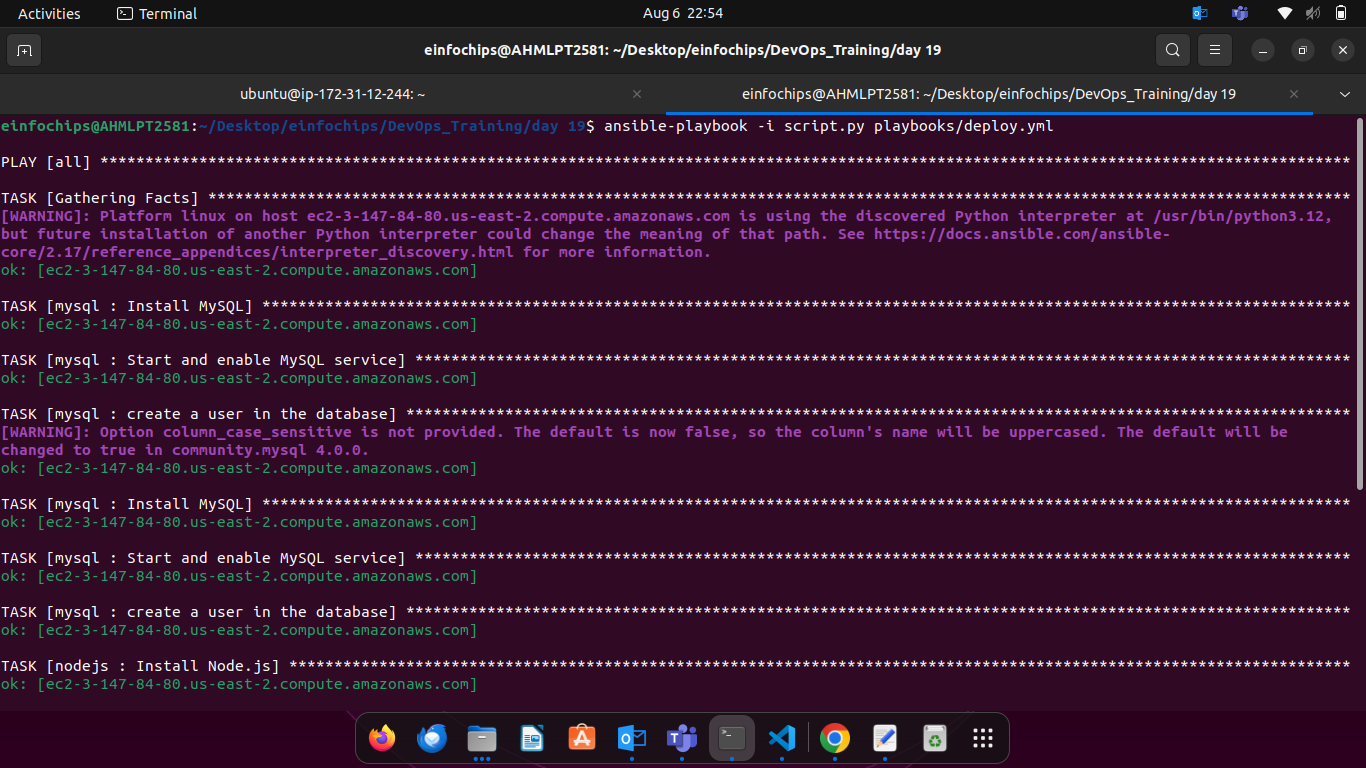 Activities
Terminal
Aug 6 22:54
einfochips@AHMLPT2581: ~/Desktop/einfochips/DevOps_Training/day 19
ubuntu@ip-172-31-12-244: ~
einfochips@AHMLPT2581: ~/Desktop/einfochips/DevOps_Training/day 19
einfochips@AHMLPT2581:~/Desktop/einfochips/DevOps_Training/day 19$ ansible-playbook -i script.py playbooks/deploy.yml
PLAY [all] *******************************************************************************************************************************************
TASK [Gathering Facts] *******************************************************************************************************************************
[WARNING]: Platform linux on host ec2-3-147-84-80.us-east-2.compute.amazonaws.com is using the discovered Python interpreter at /usr/bin/python3.12,
but future installation of another Python interpreter could change the meaning of that path. See https://docs.ansible.com/ansible-
core/2.17/reference_appendices/interpreter_discovery.html for more information.
ok: [ec2-3-147-84-80.us-east-2.compute.amazonaws.com]
TASK [mysql : Install MySQL] *************************************************************************************************************************
ok: [ec2-3-147-84-80.us-east-2.compute.amazonaws.com]
TASK [mysql : Start and enable MySQL service] ********************************************************************************************************
ok: [ec2-3-147-84-80.us-east-2.compute.amazonaws.com]
TASK [mysql : create a user in the database] *********************************************************************************************************
[WARNING]: Option column_case_sensitive is not provided. The default is now false, so the column's name will be uppercased. The default will be
changed to true in community.mysql 4.0.0.
ok: [ec2-3-147-84-80.us-east-2.compute.amazonaws.com]
TASK [mysql : Install MySQL] *************************************************************************************************************************
ok: [ec2-3-147-84-80.us-east-2.compute.amazonaws.com]
TASK [mysql : Start and enable MySQL service] ********************************************************************************************************
ok: [ec2-3-147-84-80.us-east-2.compute.amazonaws.com]
TASK [mysql : create a user in the database] *********************************************************************************************************
ok: [ec2-3-147-84-80.us-east-2.compute.amazonaws.com]
TASK [nodejs : Install Node.js] **********************************************************************************************************************
ok: [ec2-3-147-84-80.us-east-2.compute.amazonaws.com]